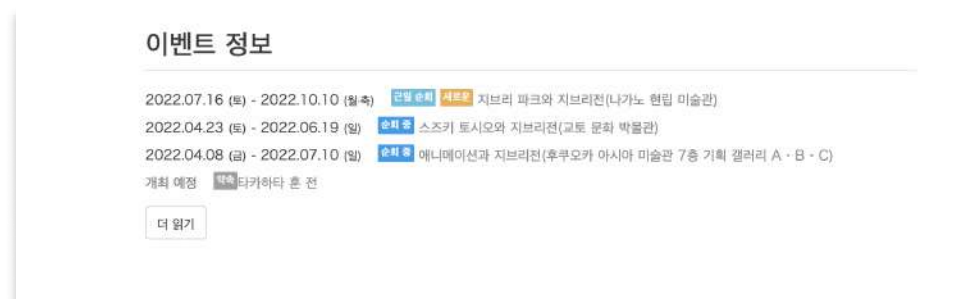 이벤트 정보
2022.07.16 (토) - 2022.10.10 (월·축) 근일 순회 새로운 지브리 파크와 지브리전(나가노 현립 미술관)
2022.04.23 (토) - 2022.06.19 (일) 순회 중 스즈키 토시오와 지브리전(교토 문화 박물관)
2022.04.08 (금) - 2022.07.10 (일) 순회 중 애니메이션과 지브리전(후쿠오카 아시아 미술관 7층 기획 갤러리 A・B・C)
개최 예정 약속 타카하타 훈 전
더 읽기